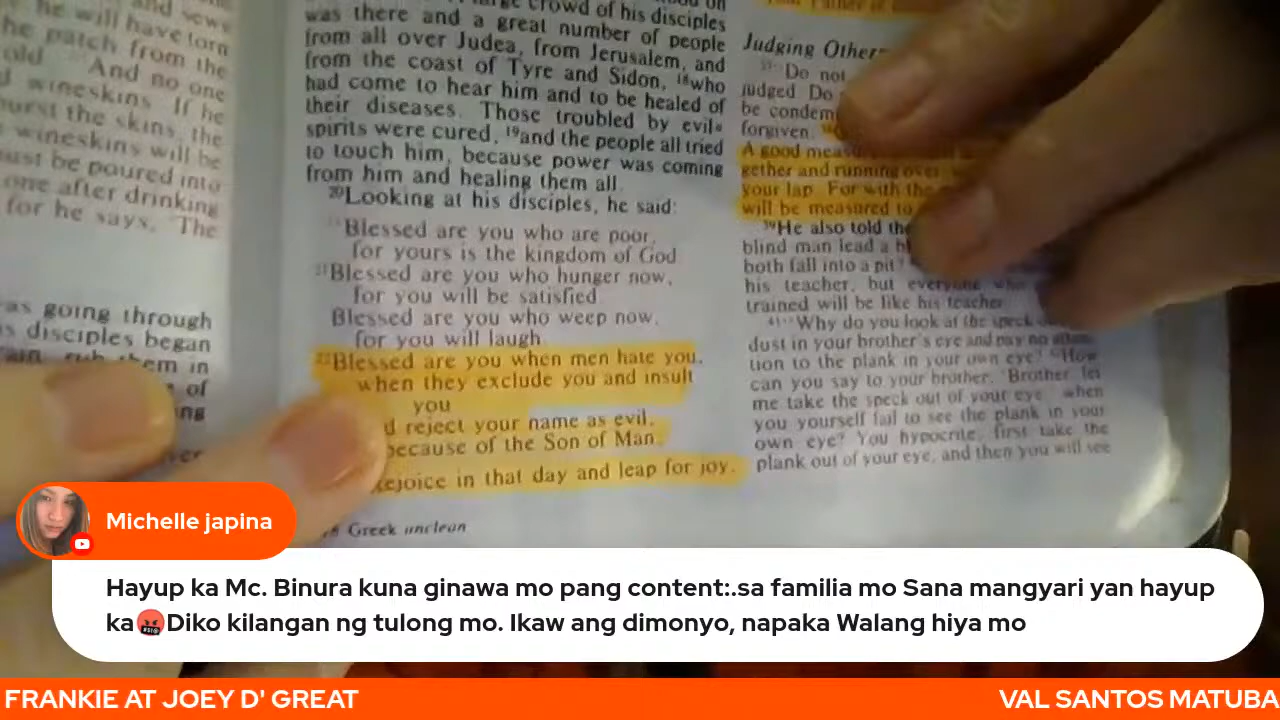 and sews
he will have torn
he patch from the
old And no one
wineskins If he
burst the skins, the
wineskins will be
must be poured into
one after drinking
for he says, "The
was going through
disciples began
them in
of
large crowd of his disciples
was there and a great number of people
from all over Judea, from Jerusalem, and
from the coast of Tyre and Sidon, 18who
had come to hear him and to be healed of
their diseases. Those troubled by evil
spirits were cured, 19and the people all tried
to touch him, because power was coming
from him and healing them all.
20Looking at his disciples, he said:
Blessed are you who are poor,
for yours is the kingdom of God
21Blessed are you who hunger now,
for you will be satisfied
Blessed are you who weep now,
for you will laugh
22Blessed are you when men hate you,
when they exclude you and insult
you
reject your name as evil,
because of the Son of Man.
Rejoice in that day and leap for joy,
Greek unclean
Judging Others
Do not
judged Do
be condem
forgiven.
A good meas
gether and running over,
your lap. For with the
will be measured to
39He also told the
blind man lead a bl
both fall into a pit?
his teacher, but everyone who
trained will be like his teacher.
41"Why do you look at the speck
dust in your brother's eye and pay no atten
tion to the plank in your own eye? How
can you say to your brother, 'Brother, let
me take the speck out of your eye,' when
you yourself fail to see the plank in your
own eye? You hypocrite, first take the
plank out of your eye, and then you will see
Michelle japina
Hayup ka Mc. Binura kuna ginawa mo pang content:.sa familia mo Sana mangyari yan hayup
ka🤬Diko kilangan ng tulong mo. Ikaw ang dimonyo, napaka Walang hiya mo
FRANKIE AT JOEY D' GREAT
VAL SANTOS MATUBA